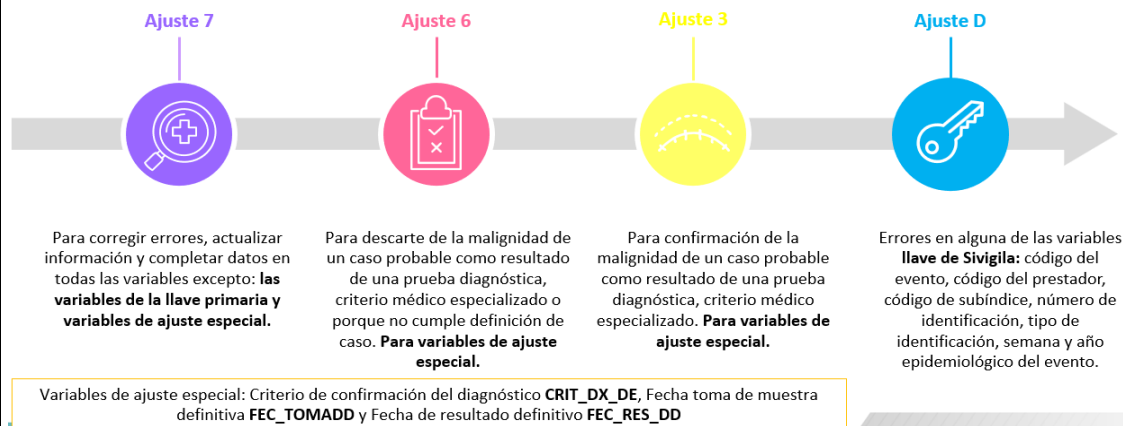 Ajuste 7
Ajuste 6
Ajuste 3
Ajuste D
Para corregir errores, actualizar
información y completar datos en
todas las variables excepto: las
variables de la llave primaria y
variables de ajuste especial.
Para descarte de la malignidad de
un caso probable como resultado
de una prueba diagnóstica,
criterio médico especializado o
porque no cumple definición de
caso. Para variables de ajuste
especial.
Para confirmación de la
malignidad de un caso probable
como resultado de una prueba
diagnóstica, criterio médico
especializado. Para variables de
ajuste especial.
Errores en alguna de las variables
llave de Sivigila: código del
evento, código del prestador,
código de subíndice, número de
identificación, tipo de
identificación, semana y año
epidemiológico del evento.
Variables de ajuste especial: Criterio de confirmación del diagnóstico CRIT_DX_DE, Fecha toma de muestra
definitiva FEC_TOMADD y Fecha de resultado definitivo FEC_RES_DD